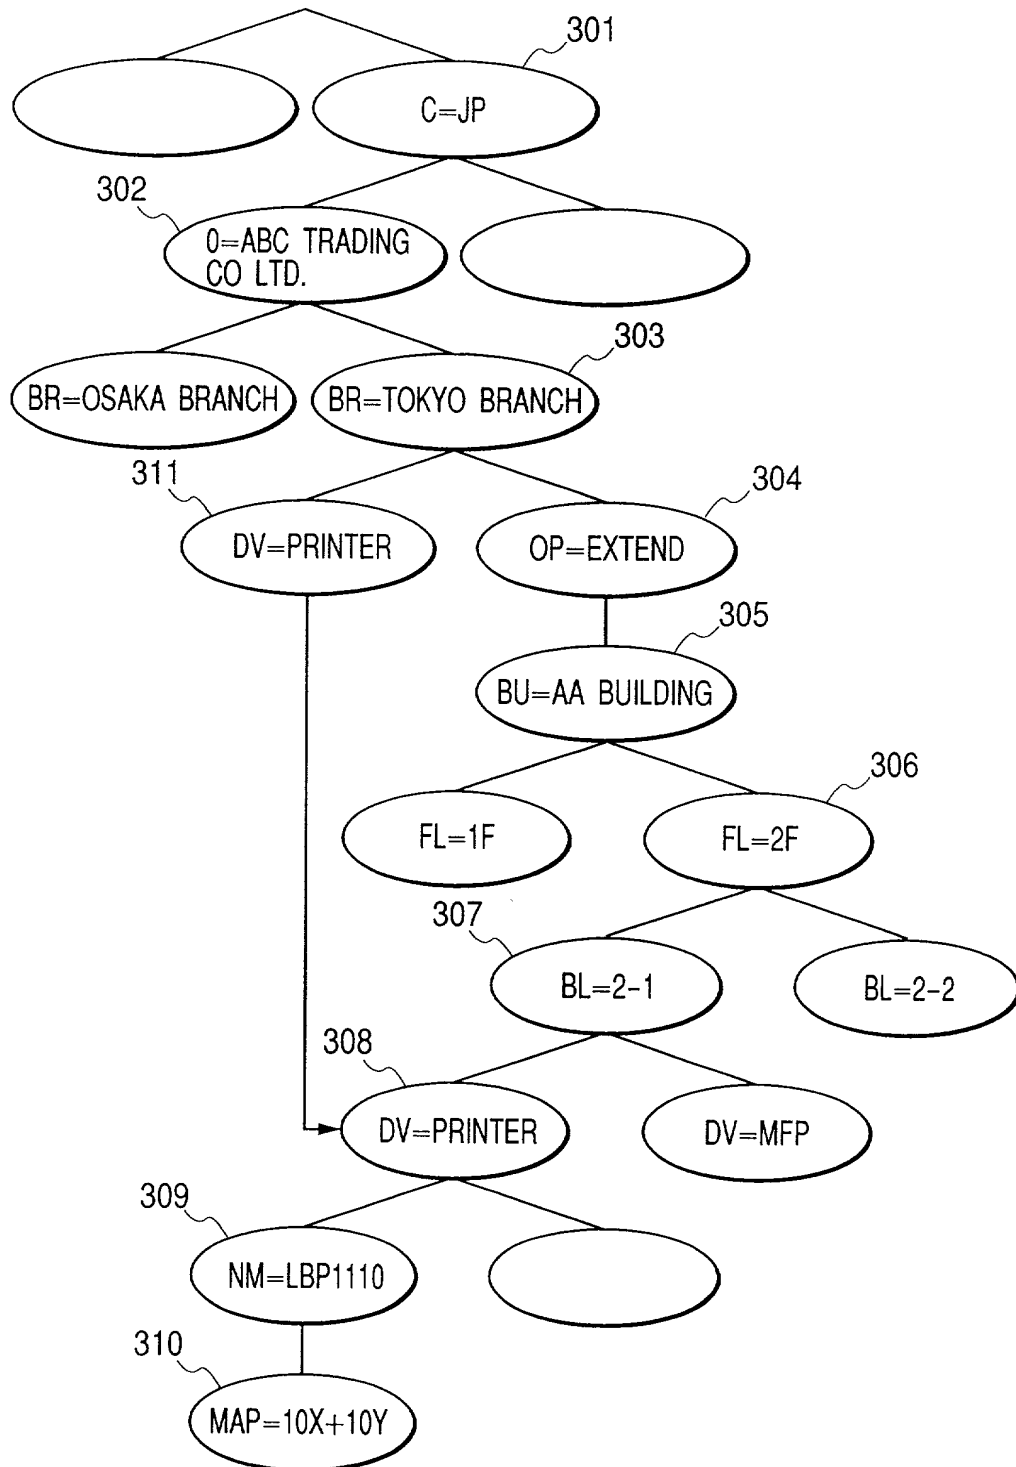 301
C=JP
302
0=ABC TRADING
CO LTD.
303
BR=OSAKA BRANCH
BR=TOKYO BRANCH
311
304
DV=PRINTER
OP=EXTEND
305
BU=AA BUILDING
306
FL=1F
FL=2F
307
BL=2-1
BL=2-2
308
DV=PRINTER
DV=MFP
309
NM=LBP1110
310
MAP=10X+10Y